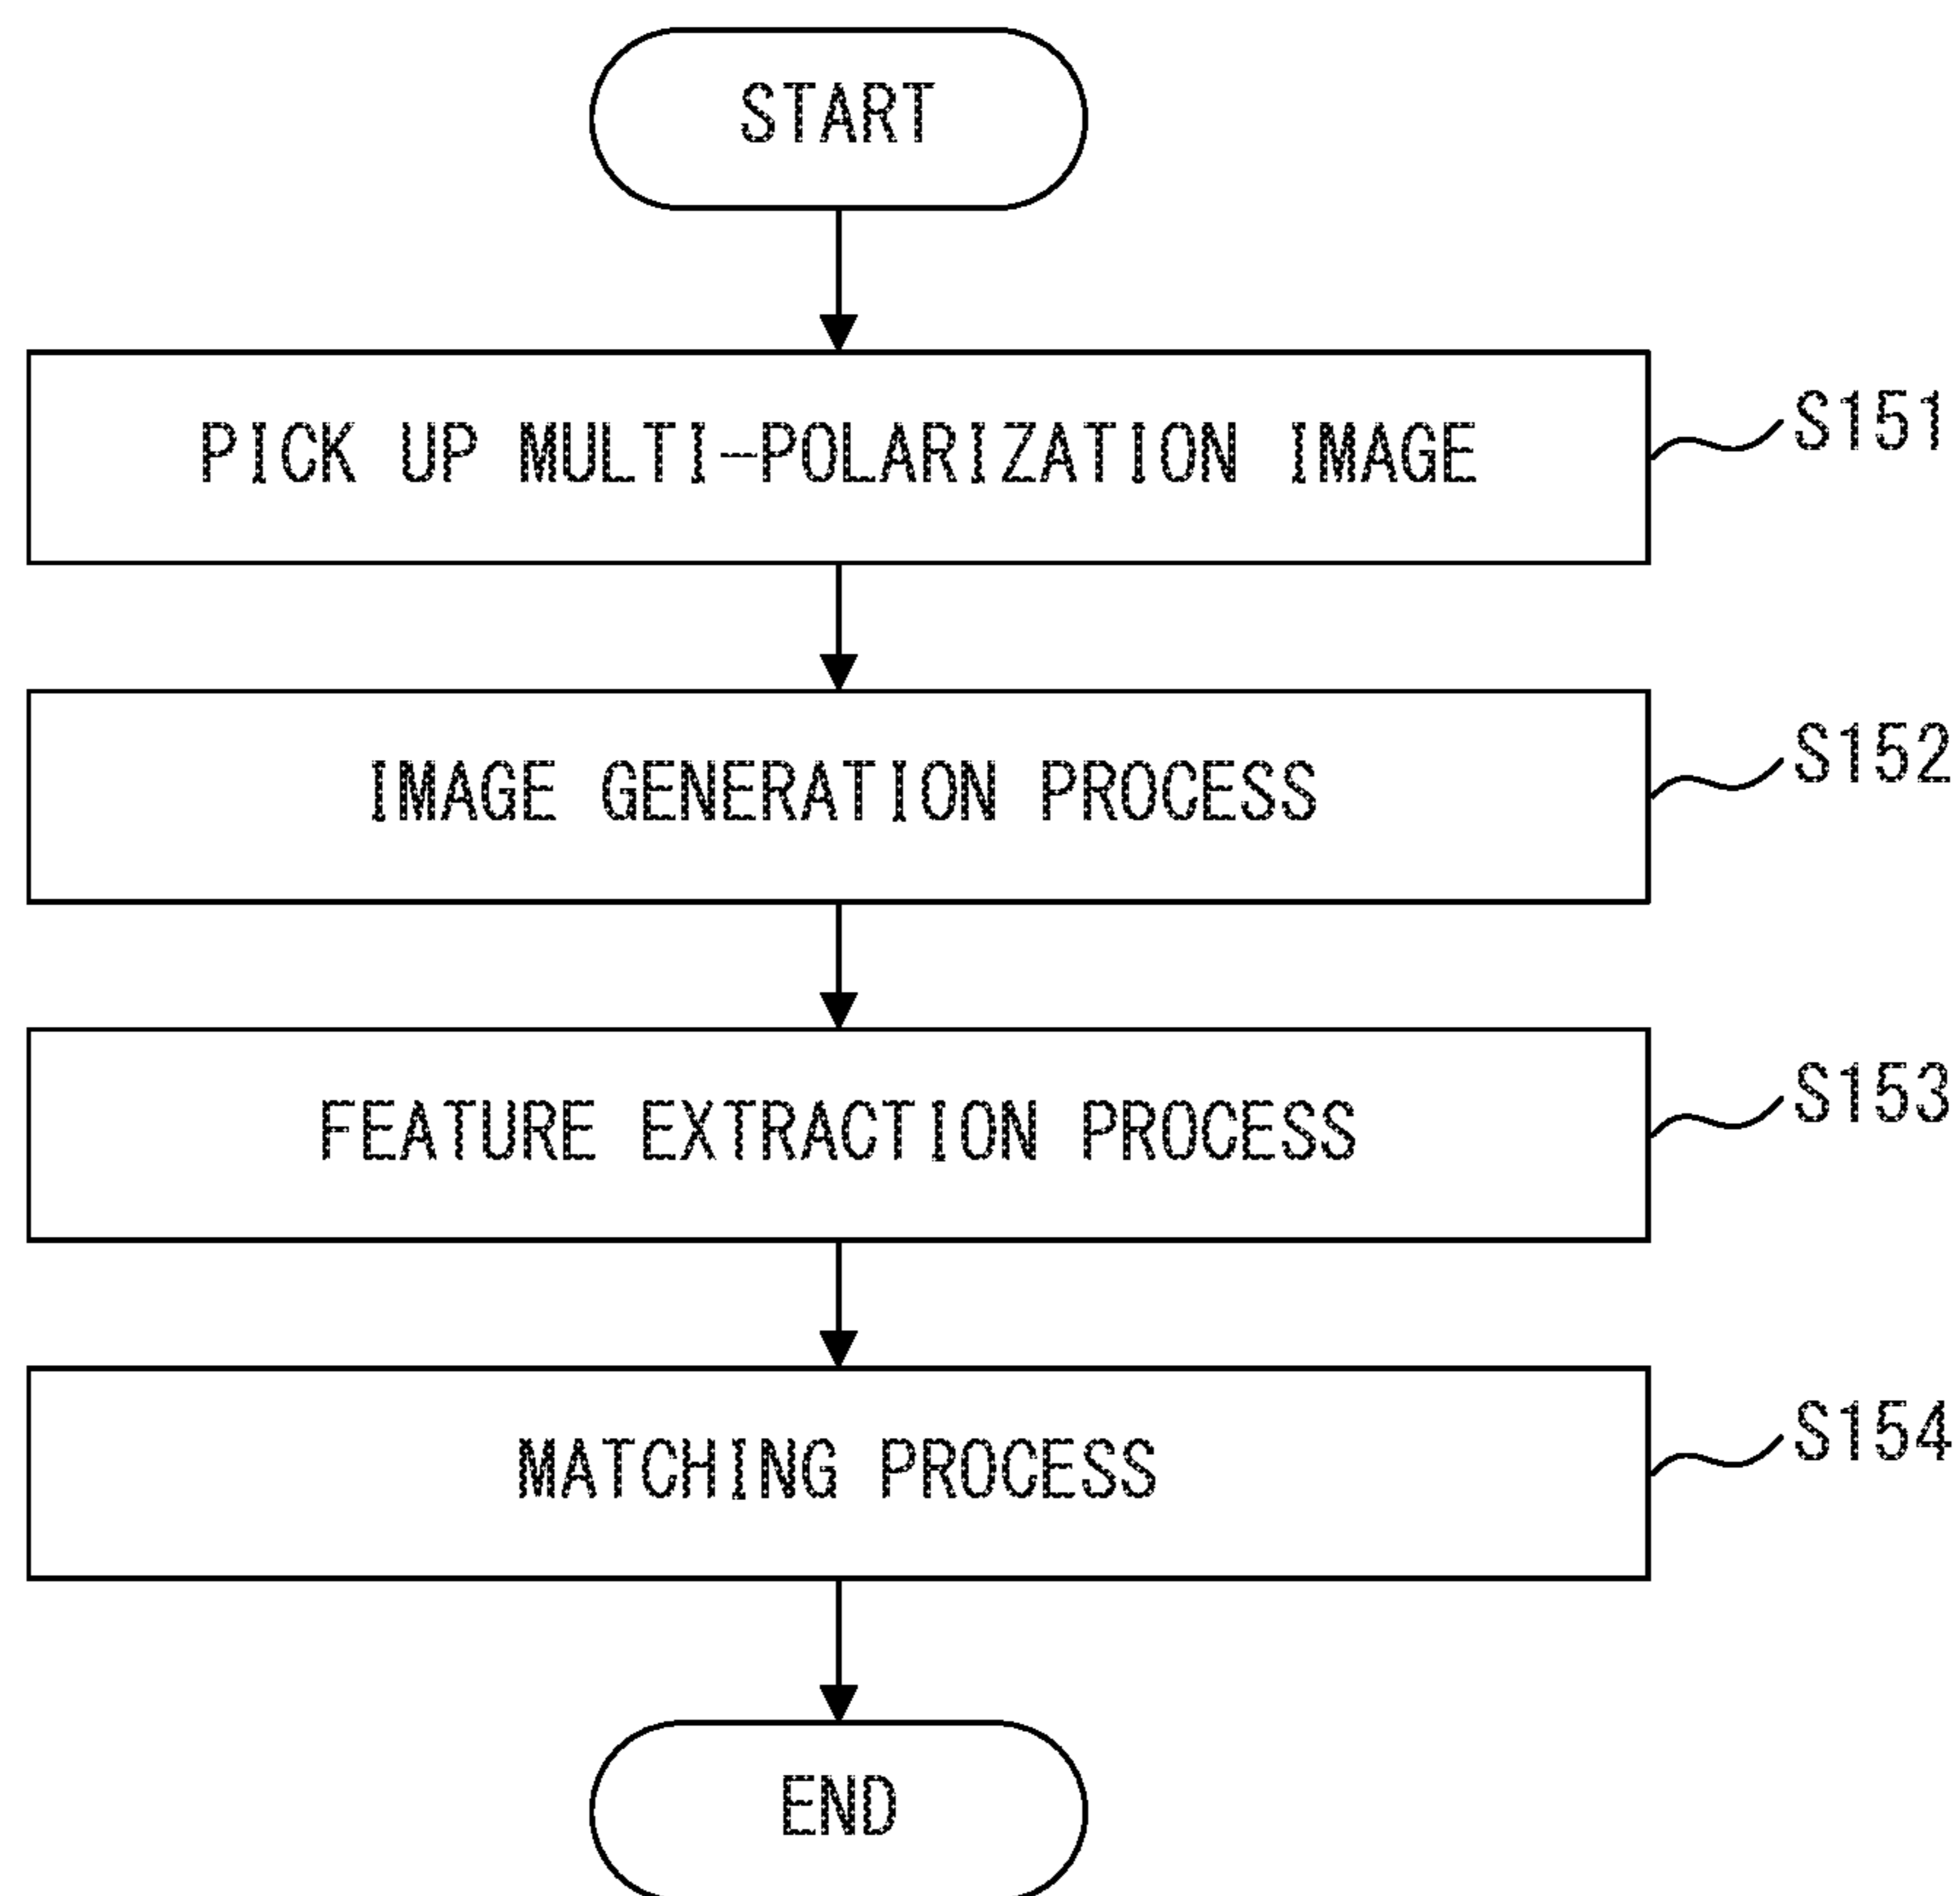 START
PICK UP MULTI-POLARIZATION IMAGE
S151
IMAGE GENERATION PROCESS
S152
FEATURE EXTRACTION PROCESS
S153
MATCHING PROCESS
S154
END